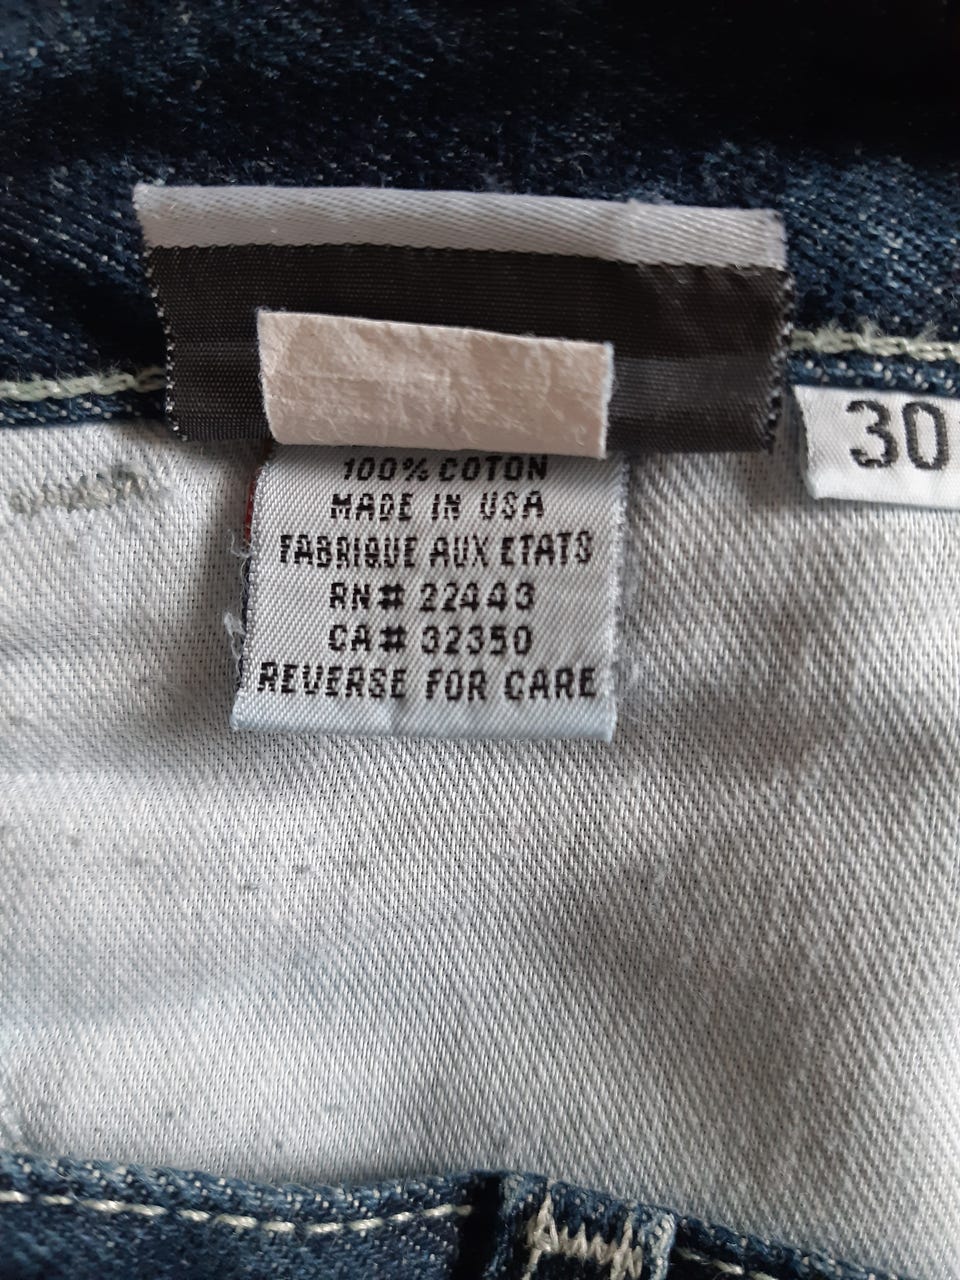 100% COTON
MADE IN USA
FABRIQUE AUX ETATS
RN# 22443
CA# 32350
REVERSE FOR CARE
30